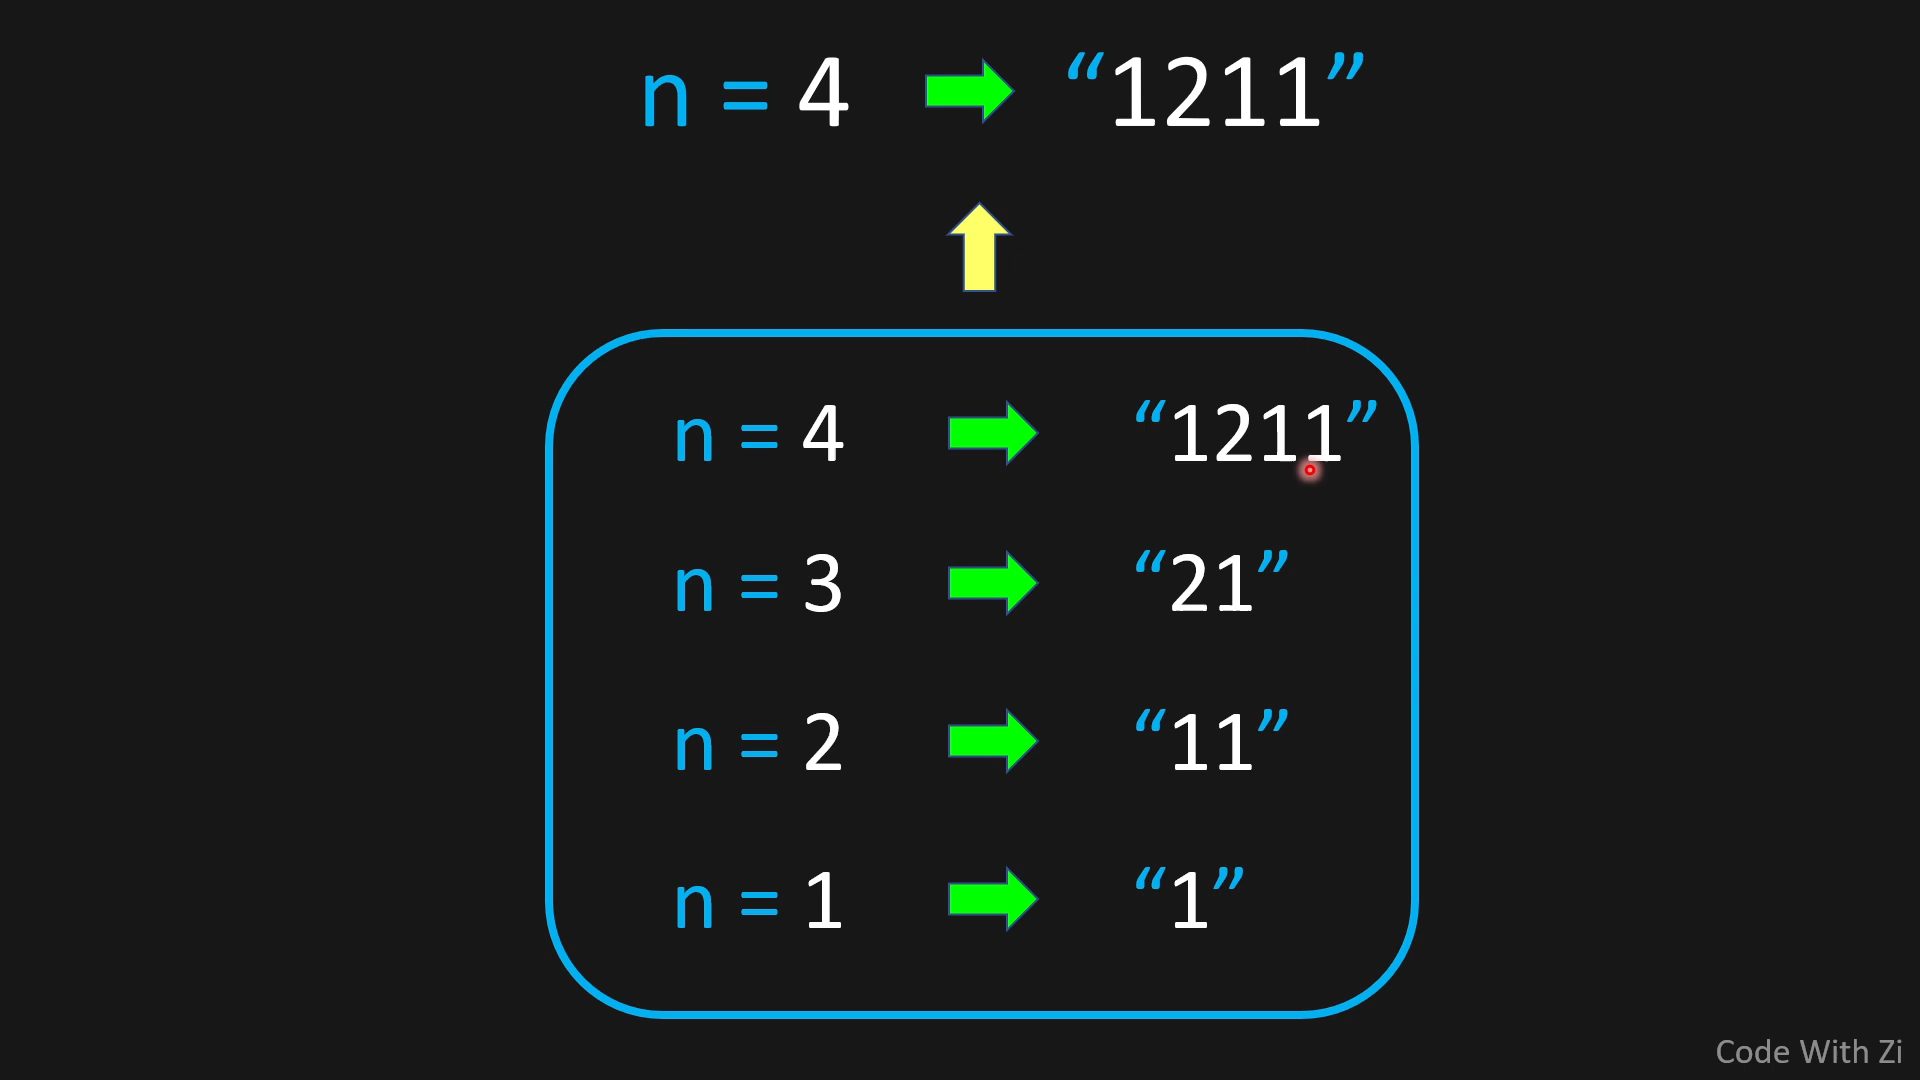 n = 4 “1211”
n = 4 “1211”
n = 3 “21”
n = 2 “11”
n = 1 “1”
Code With Zi